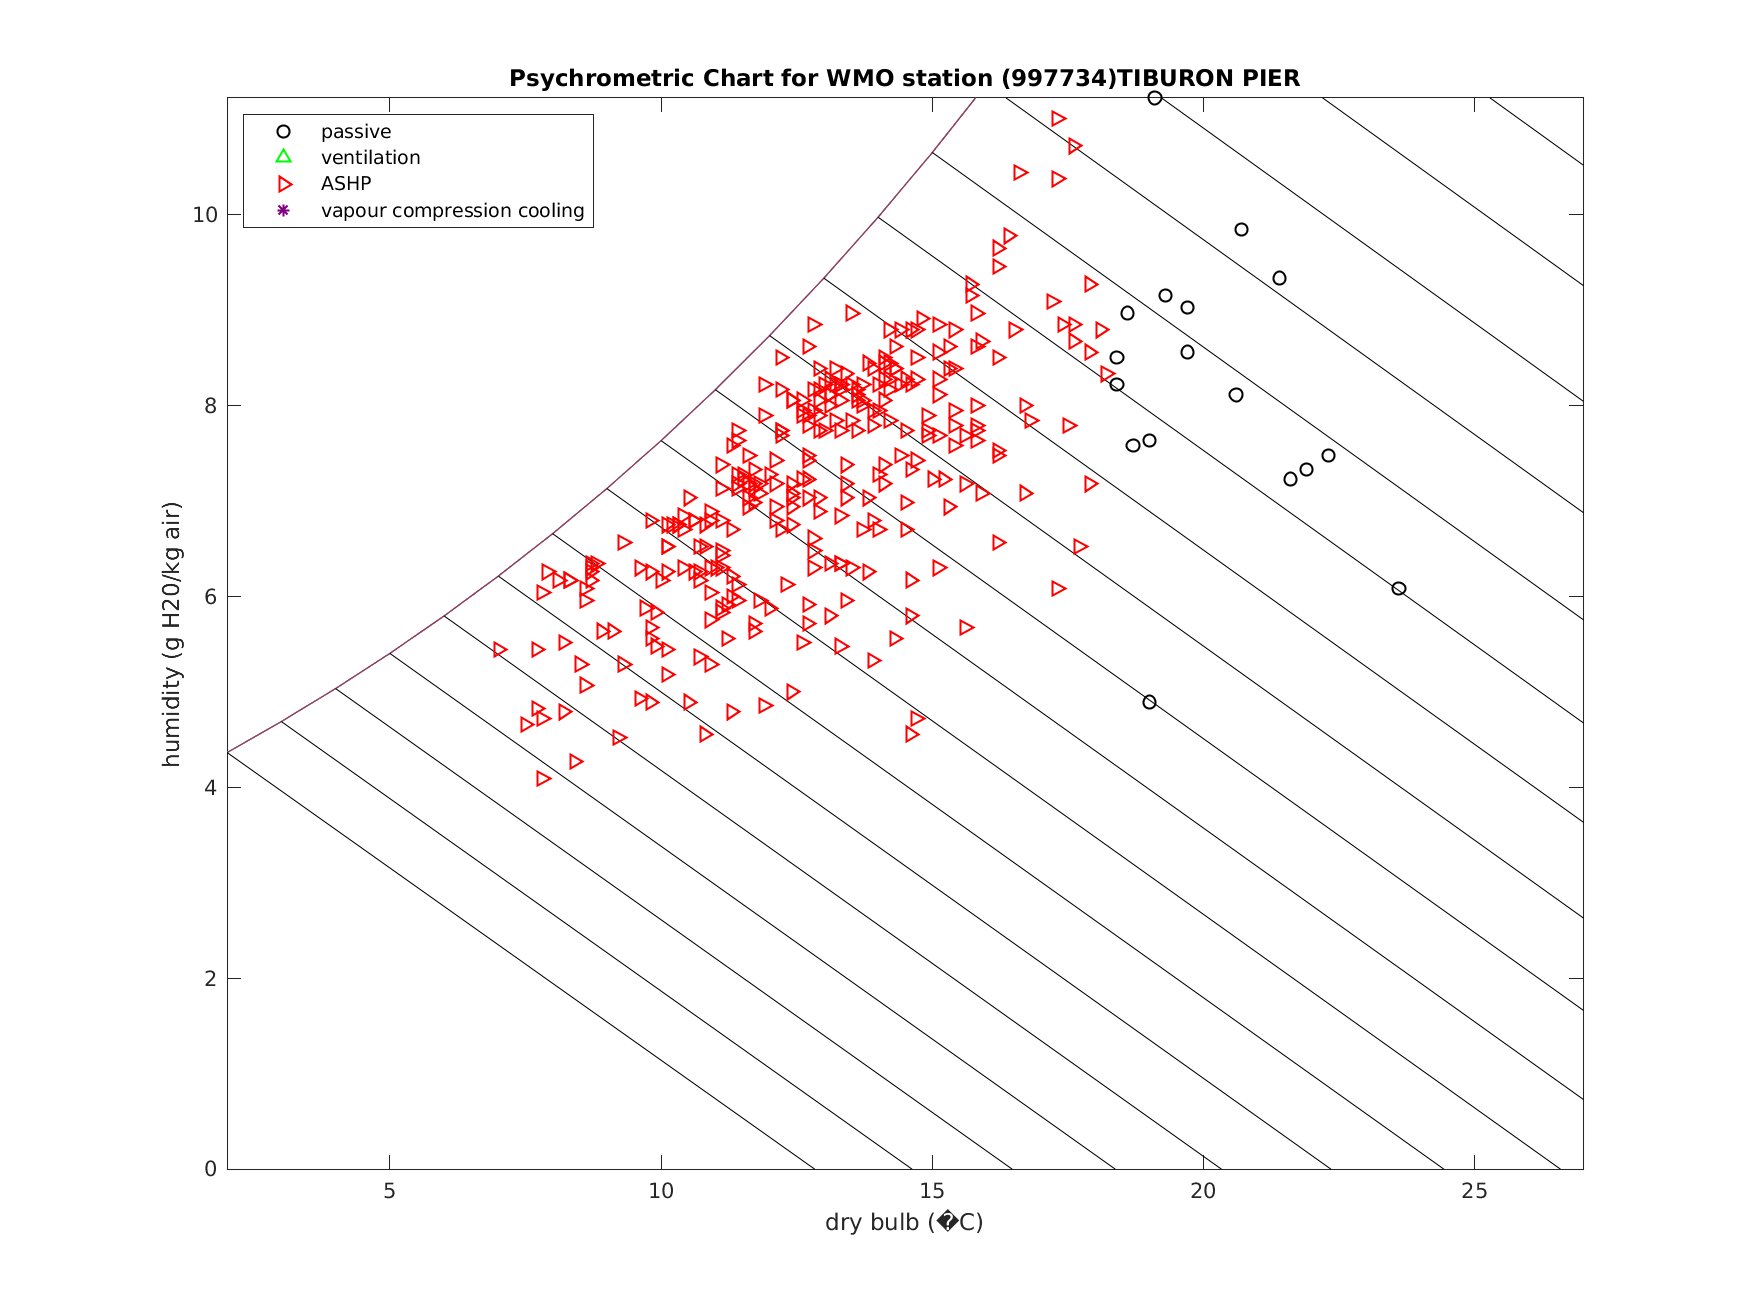 Psychrometric Chart for WMO station (997734)TIBURON PIER
passive
ventilation
ASHP
vapour compression cooling
10
8
6
4
2
0
humidity (g H20/kg air)
5
10
15
20
25
dry bulb (�C)